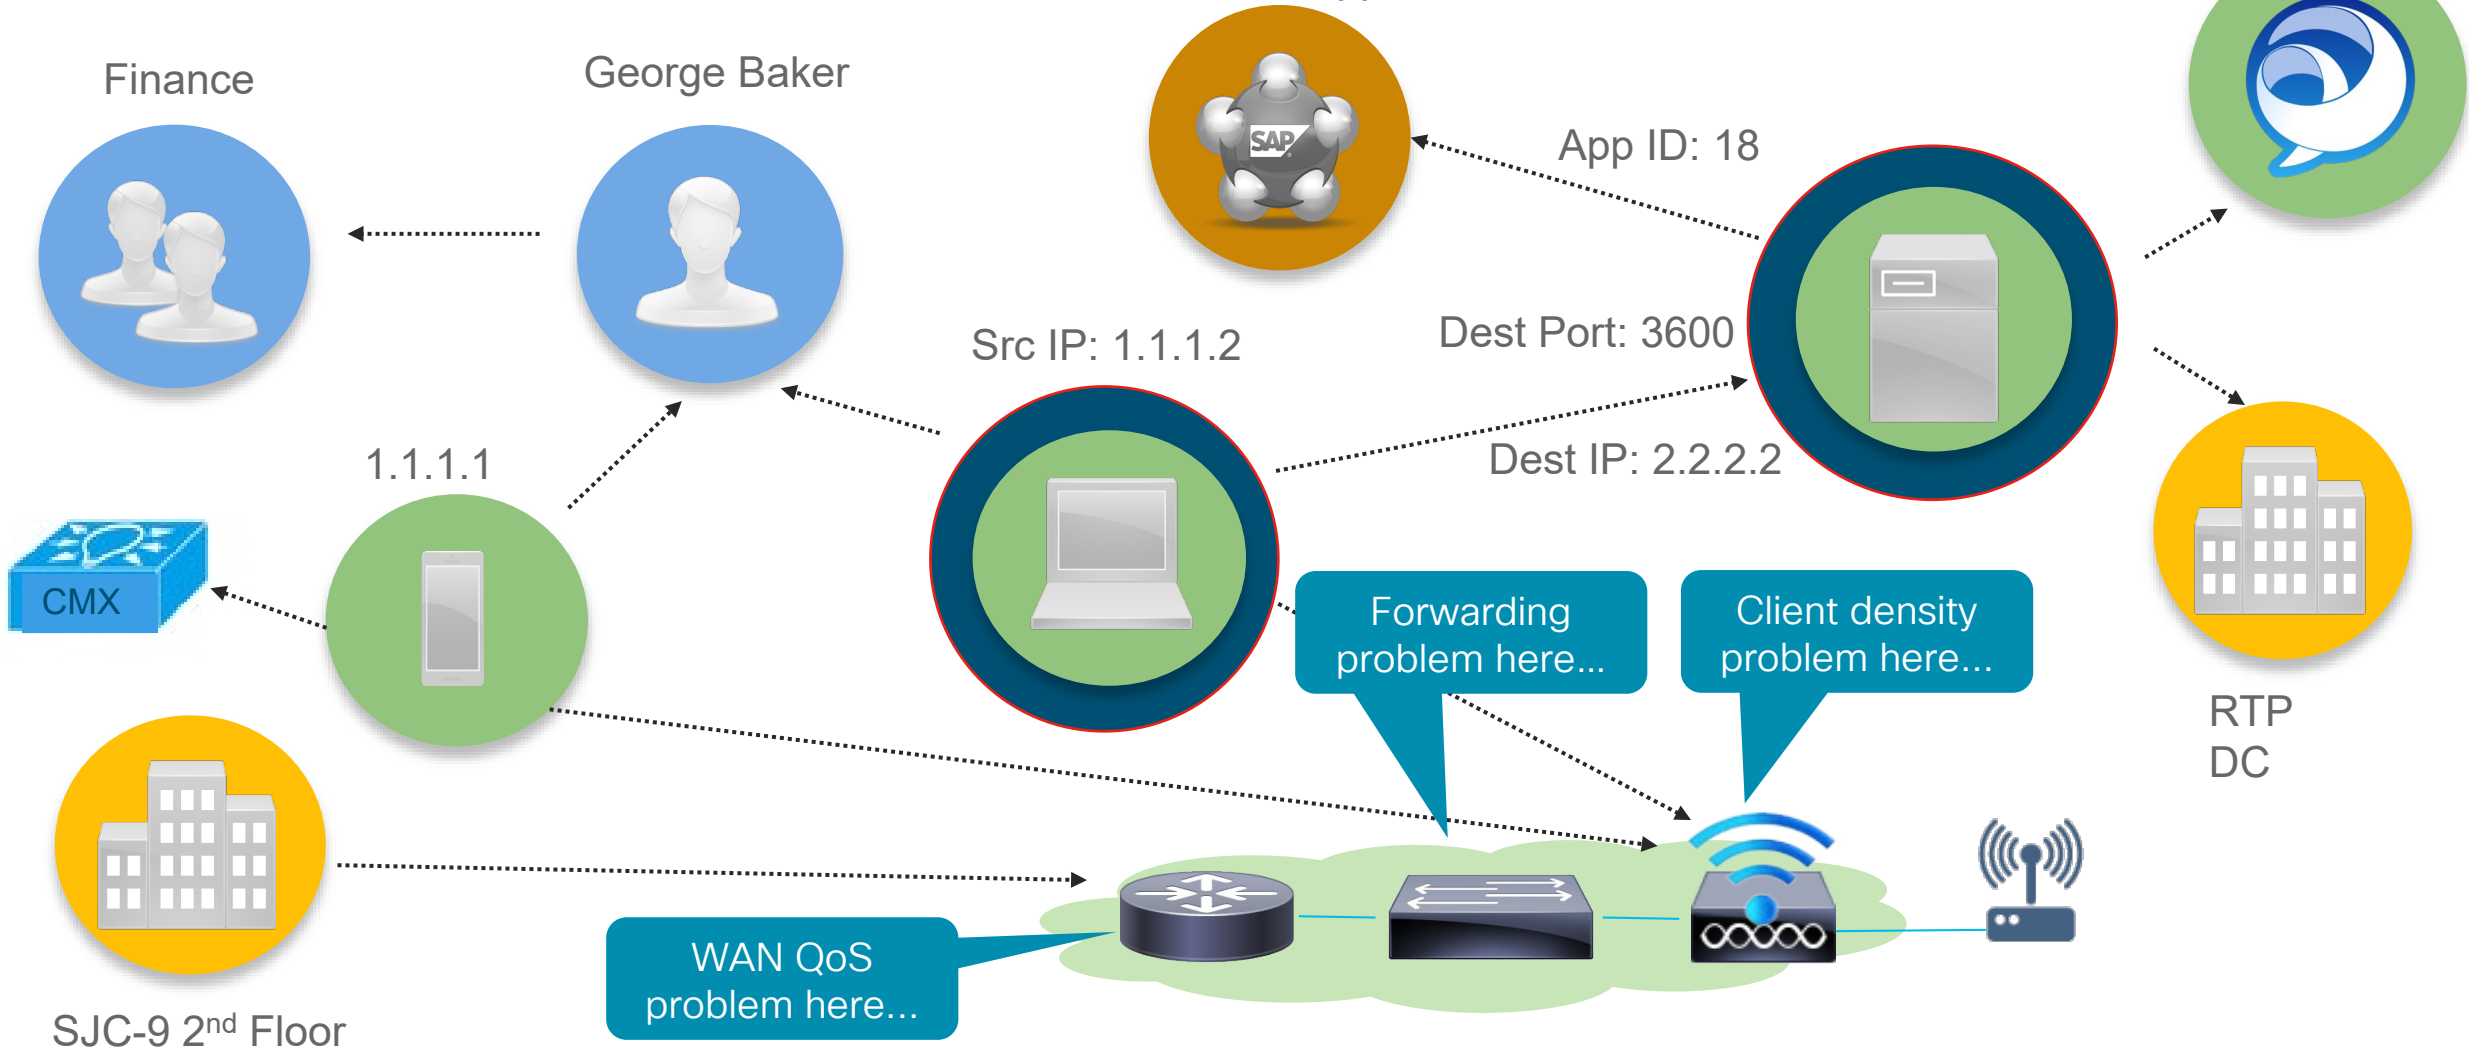 Finance
George Baker
SAP
App ID: 18
Src IP: 1.1.1.2
Dest Port: 3600
1.1.1.1
Dest IP: 2.2.2.2
CMX
Forwarding
problem here...
Client density
problem here...
RTP
DC
WAN QoS
problem here...
SJC-9 2nd Floor